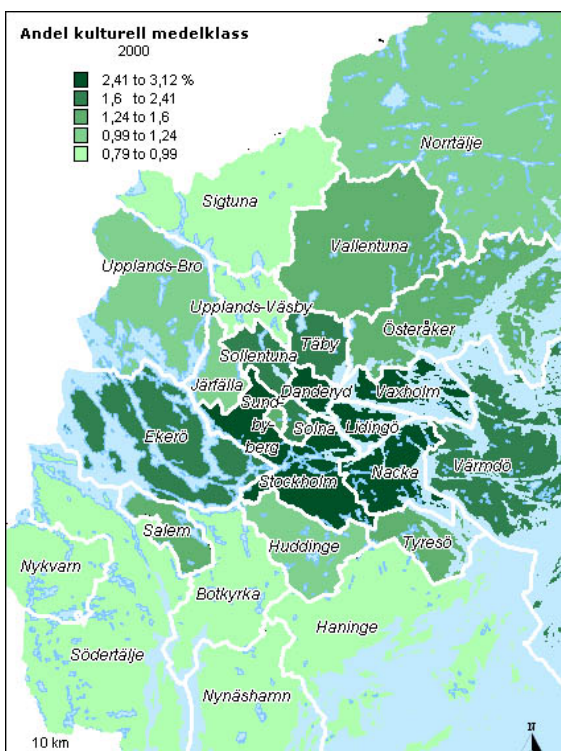 Andel kulturell medelklass
2000
2,41 to 3,12 %
1,6 to 2,41
1,24 to 1,6
0,99 to 1,24
0,79 to 0,99
Norrtälje
Sigtuna
Vallentuna
Upplands-Bro
Upplands-Väsby
Österåker
Täby
Sollentuna
Järfälla
Danderyd
Vaxholm
Sund-
by-
berg
Solna
Lidingö
Ekerö
Värmdö
Nacka
Stockholm
Salem
Huddinge
Tyresö
Nykvarn
Botkyrka
Haninge
Södertälje
Nynäshamn
10 km
N